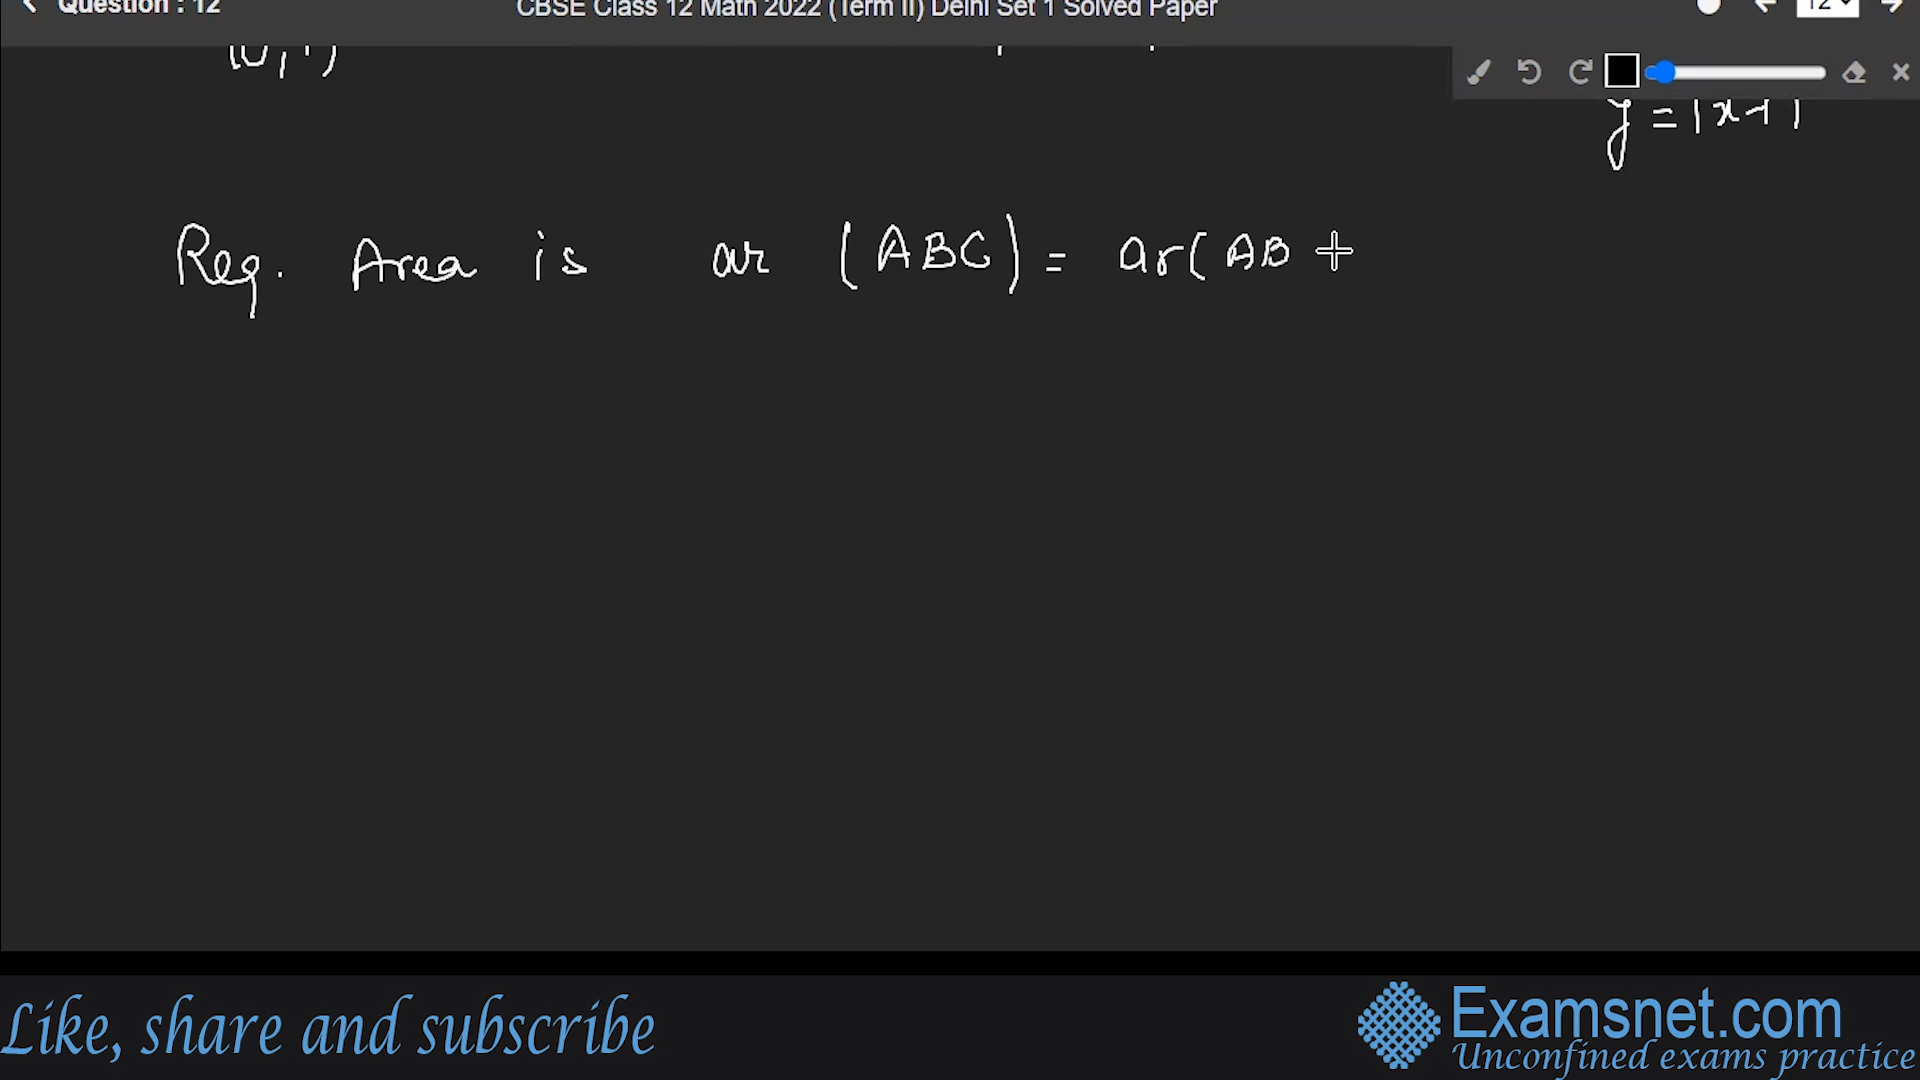 Question : 12
CBSE Class 12 Math 2022 (Term II) Delhi Set 1 Solved Paper
12
y = |x+1|
Req. Area is ar (ABC) = ar( AB
Like, share and subscribe
Examsnet.com
Unconfined exams practice